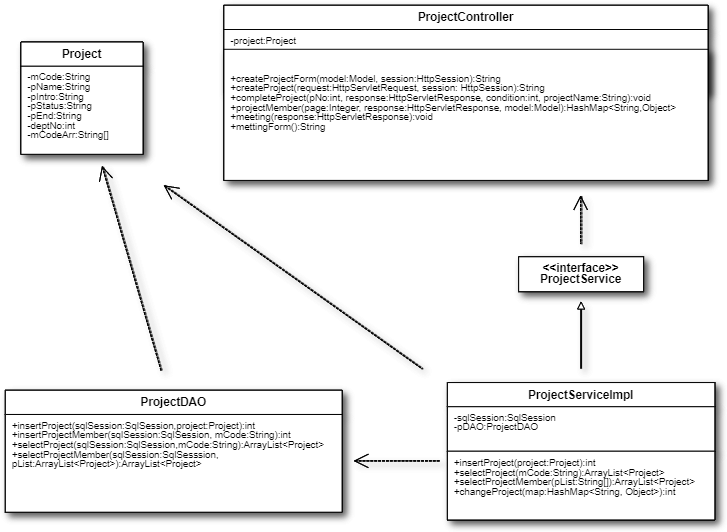 Project
-mCode:String
-pName:String
-pIntro:String
-pStatus:String
-pEnd:String
-deptNo:int
-mCodeArr:String[]
ProjectController
-project:Project
+createProjectForm(model:Model, session:HttpSession):String
+createProject(request:HttpServletRequest, session: HttpSession):String
+completeProject(pNo:int, response:HttpServletResponse, condition:int, projectName:String):void
+projectMember(page:Integer, response:HttpServletResponse, model:Model):HashMap<String,Object>
+meeting(response:HttpServletResponse):void
+mettingForm():String
<<interface>>
ProjectService
ProjectDAO
+insertProject(sqlSession:SqlSession,project:Project):int
+insertProjectMember(sqlSession:SqlSession, mCode:String):int
+selectProject(sqlSession:SqlSession,mCode:String):ArrayList<Project>
+selectProjectMember(sqlSession:SqlSesssion,
pList:ArrayList<Project>):ArrayList<Project>
ProjectServiceImpl
-sqlSession:SqlSession
-pDAO:ProjectDAO
+insertProject(project:Project):int
+selectProject(mCode:String):ArrayList<Project>
+selectProjectMember(pList:String[]):ArrayList<Project>
+changeProject(map:HashMap<String, Object>):int